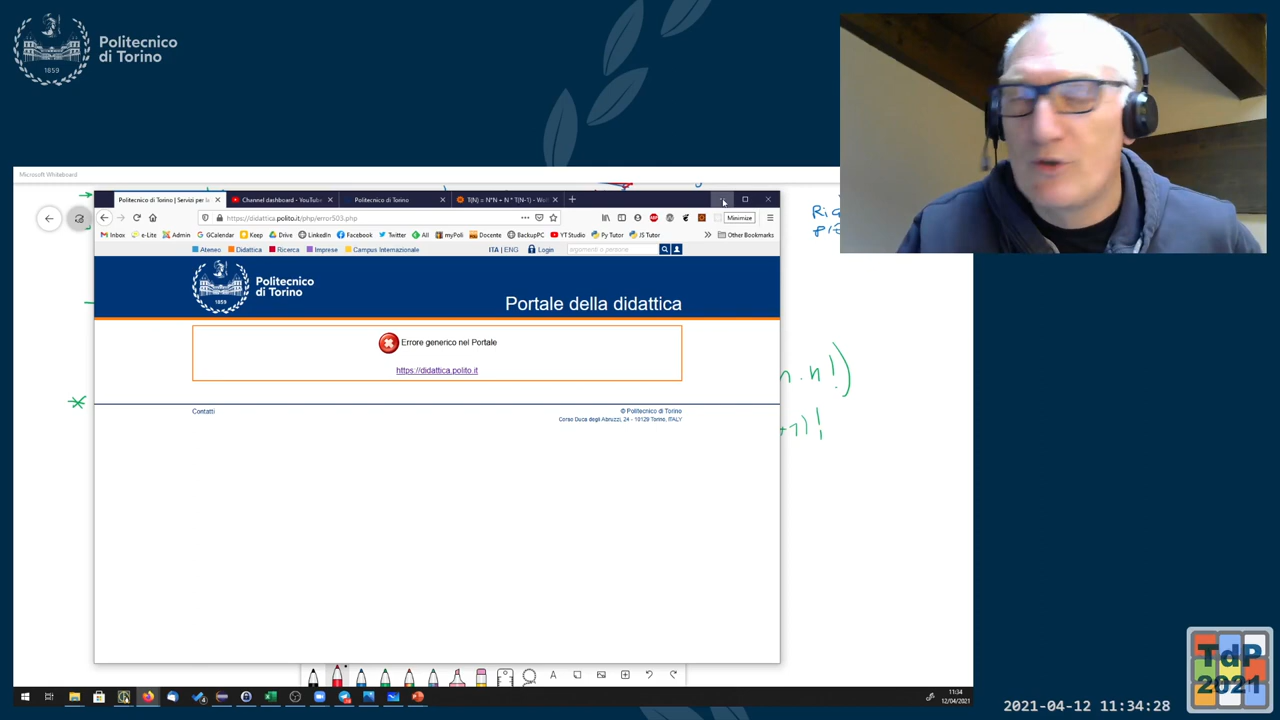 Politecnico
di Torino
1859
Microsoft Whiteboard
Politecnico di Torino | Servizi per la
Channel dashboard - YouTube
Politecnico di Torino
T(N) = N*N + N * T(N-1) - Wol
https://didattica.polito.it/php/error503.php
Minimize
Inbox
e-Lite
Admin
GCalendar
Keep
Drive
LinkedIn
Facebook
Twitter
All
myPoli
Docente
BackupPC
YT Studio
Py Tutor
JS Tutor
Other Bookmarks
Ateneo
Didattica
Ricerca
Imprese
Campus Internazionale
ITA | ENG
Login
argomenti o persone
Politecnico
di Torino
1859
Portale della didattica
Errore generico nel Portale
https://didattica.polito.it
Contatti
© Politecnico di Torino
Corso Duca degli Abruzzi, 24 - 10129 Torino, ITALY
n · n! )
+1)!
11:34
12/04/2021
TdP
2021
2021-04-12 11:34:28